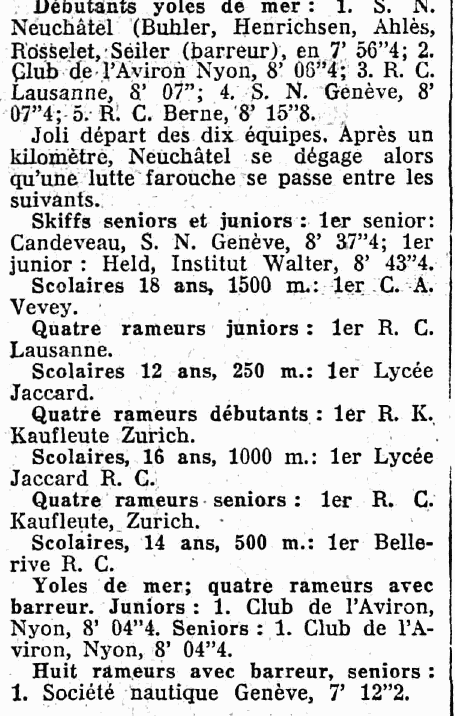 Débutants yoles de mer : 1. S. N.
Neuchâtel (Buhler, Henrichsen, Ahlès,
Rosselet, Seiler (barreur), en 7' 56"4; 2.
Club de l'Aviron Nyon, 8' 06"4; 3. R. C.
Lausanne, 8' 07"; 4. S. N. Genève, 8'
07"4; 5. R. C. Berne, 8' 15"8.
Joli départ des dix équipes. Après un
kilomètre, Neuchâtel se dégage alors
qu'une lutte farouche se passe entre les
suivants.
Skiffs seniors et juniors : 1er senior:
Candeveau, S. N. Genève, 8' 37"4; 1er
junior : Held, Institut Walter, 8' 43"4.
Scolaires 18 ans, 1500 m.: 1er C. A.
Vevey.
Quatre rameurs juniors : 1er R. C.
Lausanne.
Scolaires 12 ans, 250 m.: 1er Lycée
Jaccard.
Quatre rameurs débutants : 1er R. K.
Kaufleute Zurich.
Scolaires, 16 ans, 1000 m.: 1er Lycée
Jaccard R. C.
Quatre rameurs seniors : 1er R. C.
Kaufleute, Zurich.
Scolaires, 14 ans, 500 m.: 1er Belle-
rive R. C.
Yoles de mer; quatre rameurs avec
barreur. Juniors : 1. Club de l'Aviron,
Nyon, 8' 04"4. Seniors : 1. Club de l'A-
viron, Nyon, 8' 04"4.
Huit rameurs avec barreur, seniors :
1. Société nautique Genève, 7' 12"2.